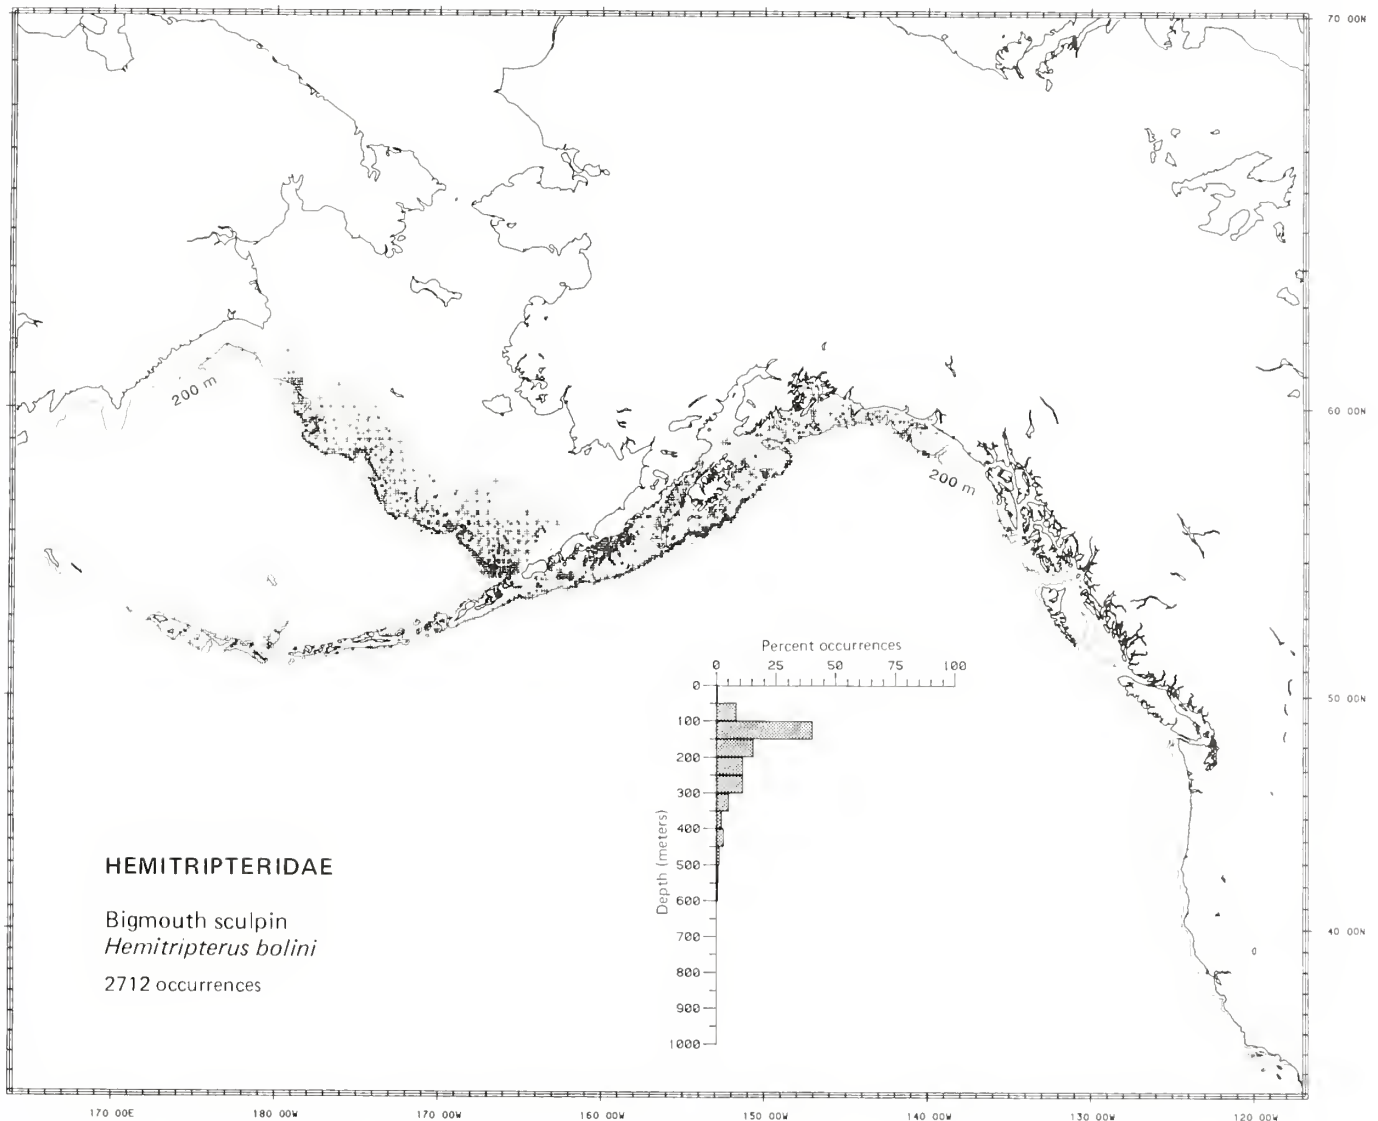 70 00N
200 m
60 00N
200 m
Percent occurrences
0 25 50 75 100
0
100
200
300
400
500
600
700
800
900
1000
Depth (meters)
50 00N
40 00N
HEMITRIPTERIDAE
Bigmouth sculpin
Hemitripterus bolini
2712 occurrences
170 00E 180 00W 170 00W 160 00W 150 00W 140 00W 130 00W 120 00W